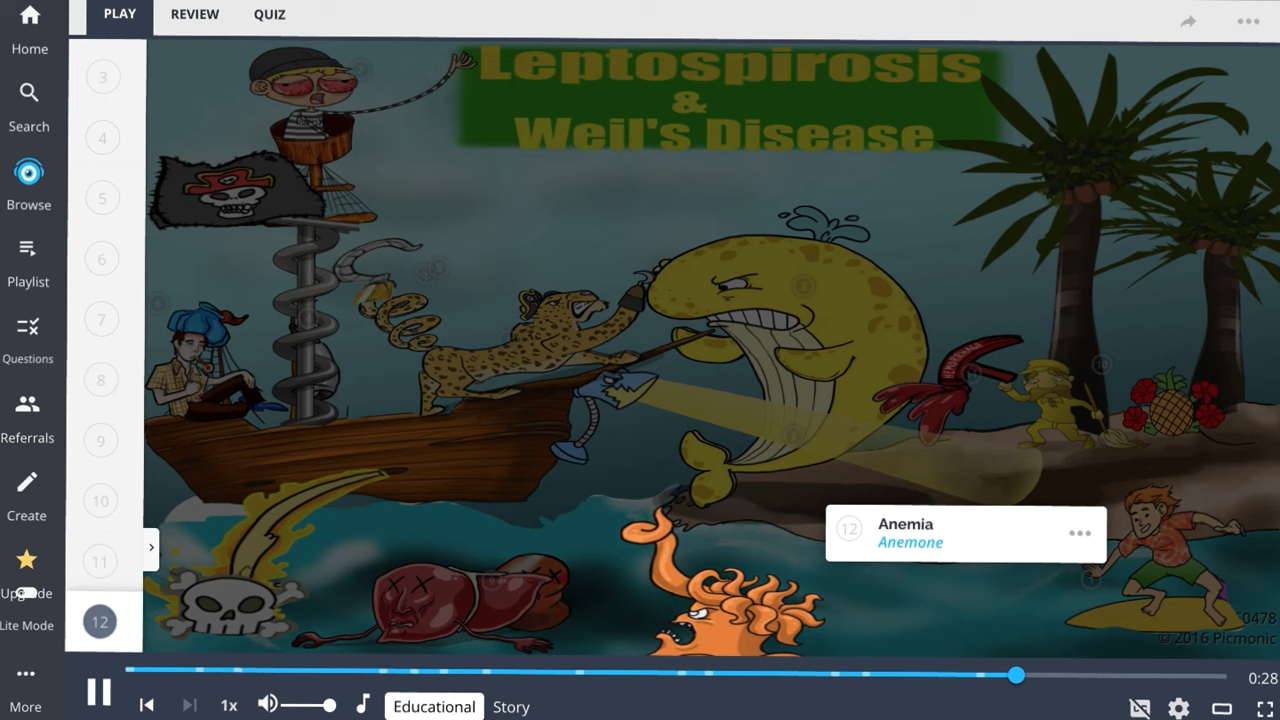 PLAY REVIEW QUIZ
Home
Search
Browse
Playlist
Questions
Referrals
Create
Lite Mode
More
3
4
5
6
7
8
9
10
11
12
Leptospirosis
&
Weil's Disease
HEMORRHAGE
12 Anemia
Anemone
© 2016 Picmonic
0:28
1x Educational Story